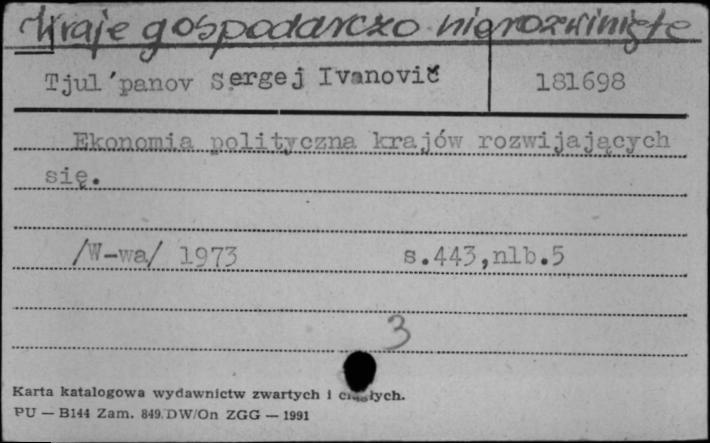 Kraje gospodarczo nierozwinięte
Tjul'panov Sergej Ivanovič 181698
Ekonomia polityczna krajów rozwijających
się.
/W-wa/ 1973 s.443,nlb.5
3
Karta katalogowa wydawnictw zwartych i ciągłych.
PU — B144 Zam. 849. DW/On ZGG — 1991